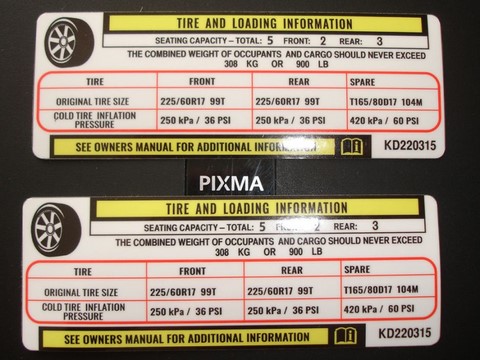 TIRE AND LOADING INFORMATION
SEATING CAPACITY – TOTAL: 5 FRONT: 2 REAR: 3
THE COMBINED WEIGHT OF OCCUPANTS AND CARGO SHOULD NEVER EXCEED
308 KG OR 900 LB
TIRE FRONT REAR SPARE
ORIGINAL TIRE SIZE 225/60R17 99T 225/60R17 99T T165/80D17 104M
COLD TIRE INFLATION PRESSURE 250 kPa / 36 PSI 250 kPa / 36 PSI 420 kPa / 60 PSI
SEE OWNERS MANUAL FOR ADDITIONAL INFORMATION KD220315
PIXMA
TIRE AND LOADING INFORMATION
SEATING CAPACITY – TOTAL: 5 2 REAR: 3
THE COMBINED WEIGHT OF OCCUPANTS AND CARGO SHOULD NEVER EXCEED
308 KG OR 900 LB
TIRE FRONT REAR SPARE
ORIGINAL TIRE SIZE 225/60R17 99T 225/60R17 99T T165/80D17 104M
COLD TIRE INFLATION PRESSURE 250 kPa / 36 PSI 250 kPa / 36 PSI 420 kPa / 60 PSI
SEE OWNERS MANUAL FOR ADDITIONAL INFORMATION KD220315